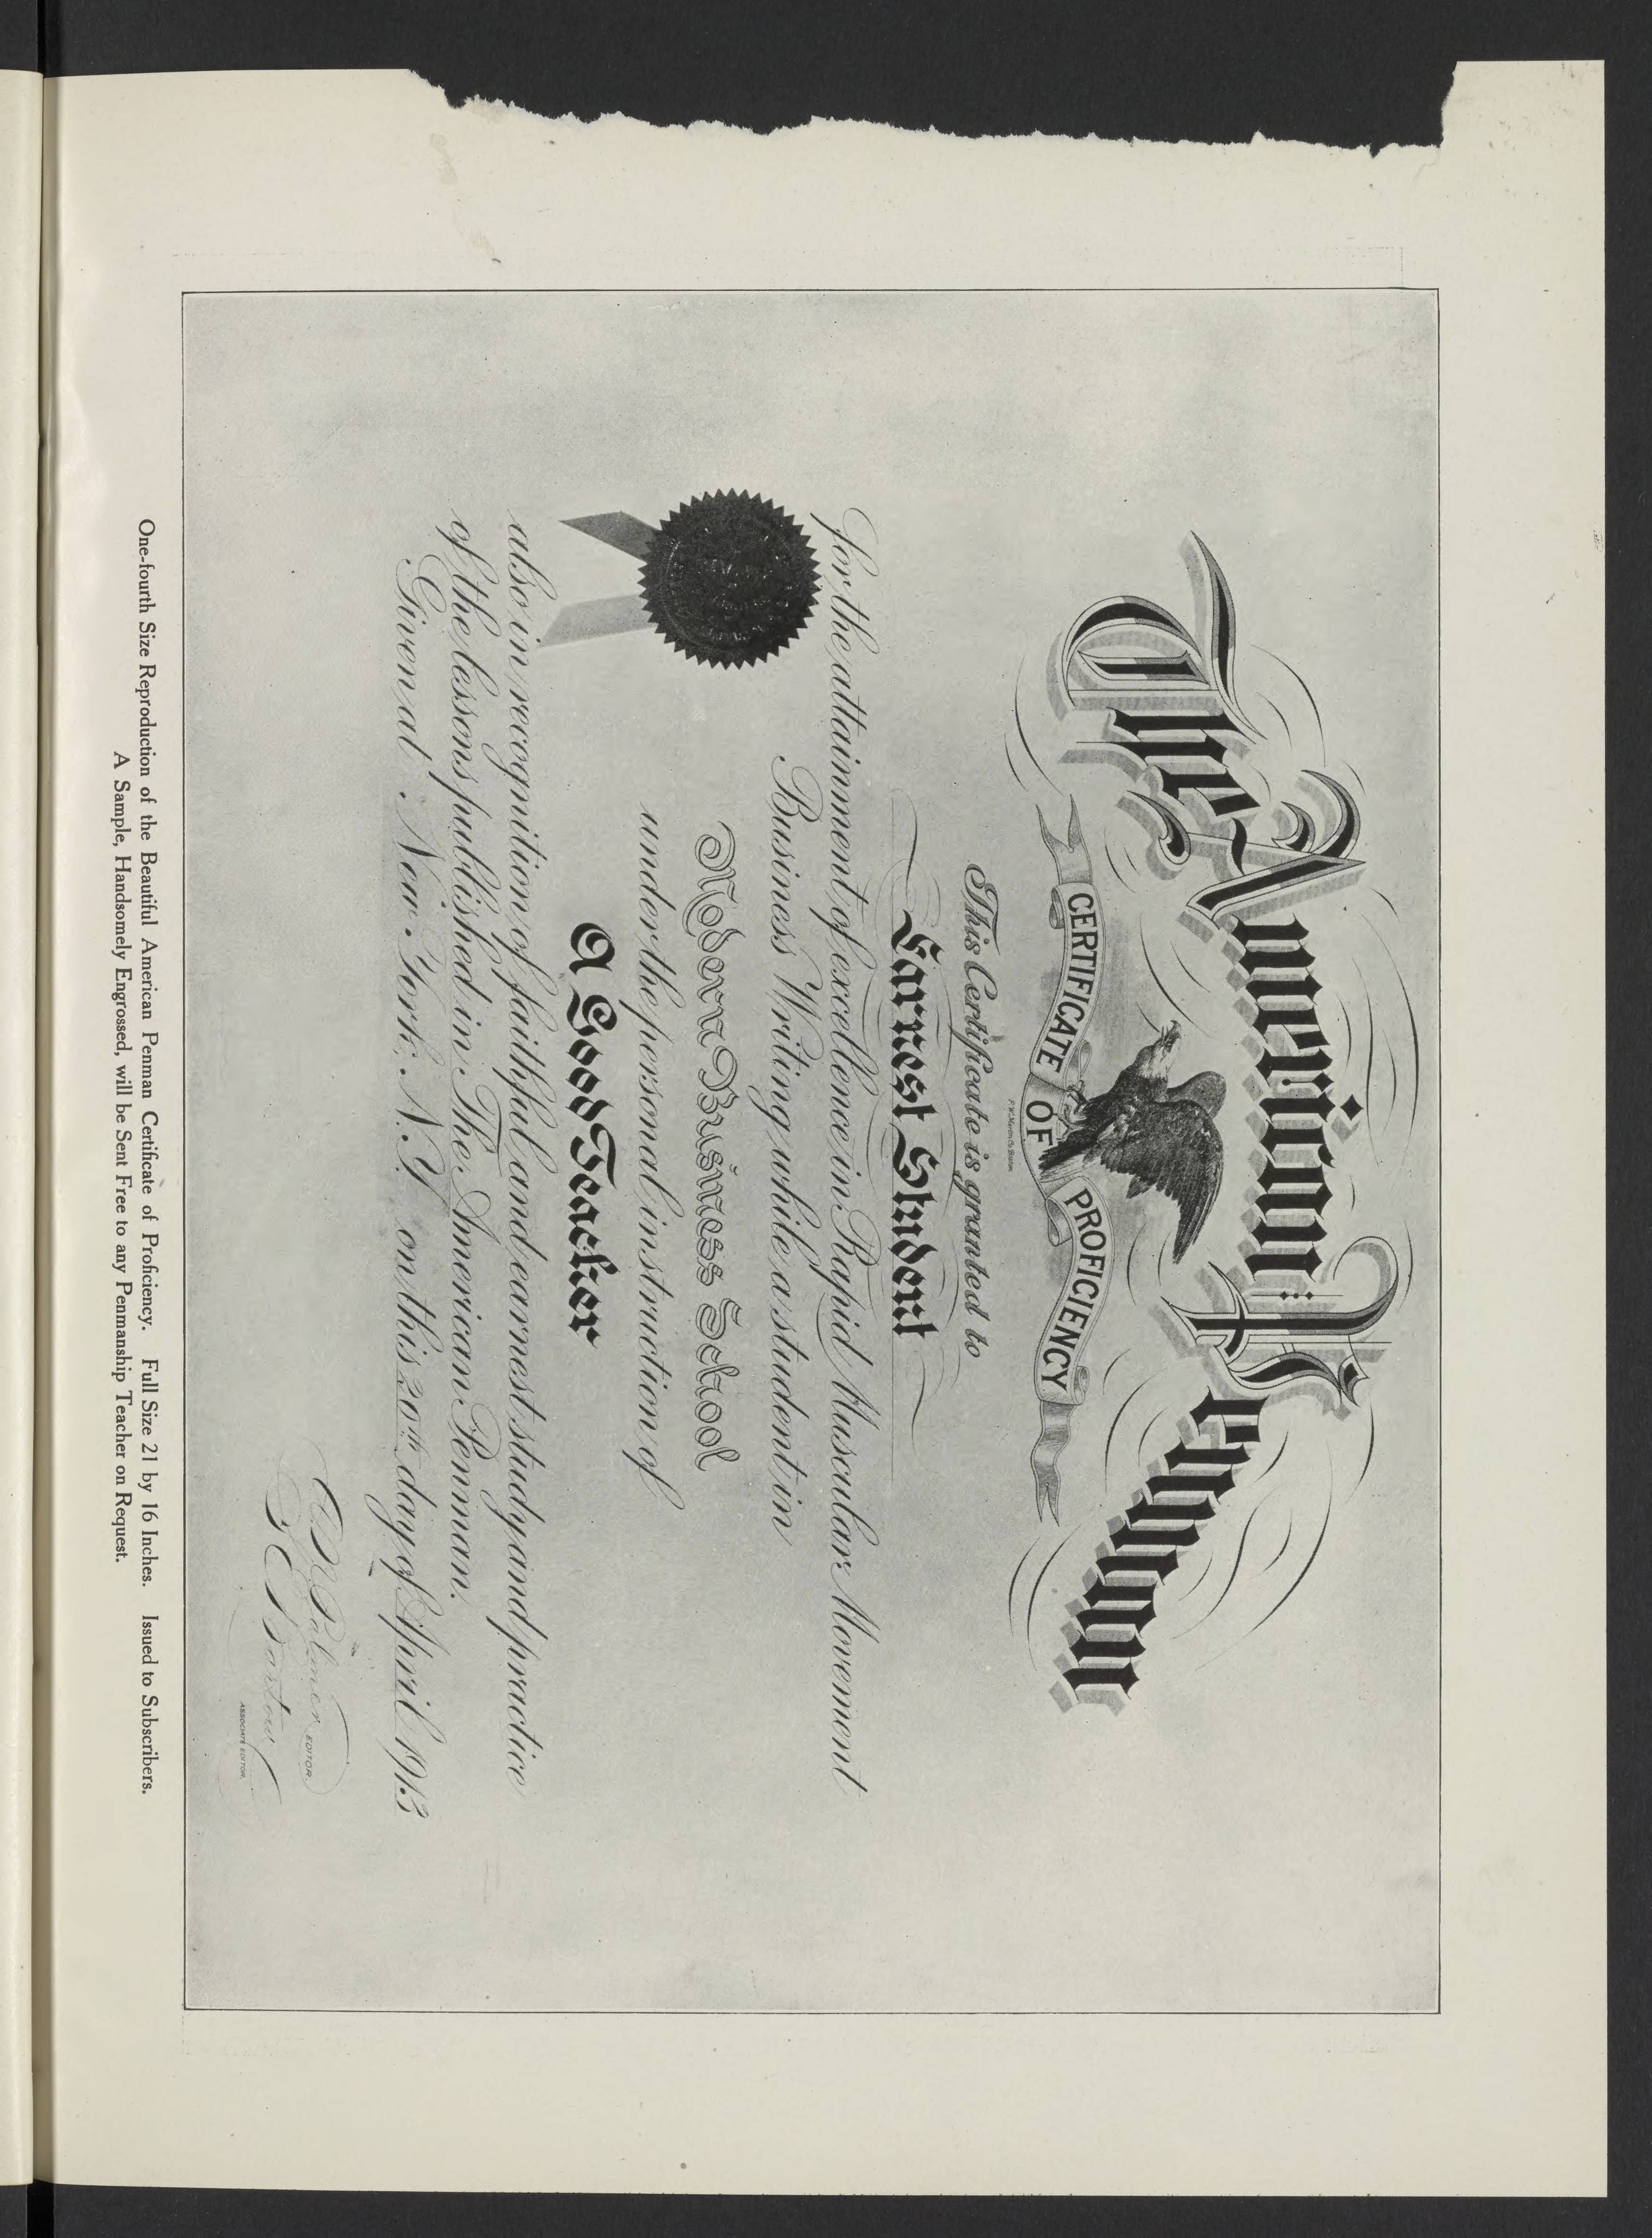 The American Penman
CERTIFICATE OF PROFICIENCY
This Certificate is granted to
Earnest Student
for the attainment of excellence in Rapid Muscular Movement
Business Writing while a student in
Modern Business School
under the personal instruction of
A Good Teacher
also in recognition of faithful and earnest study and practice
of the lessons published in The American Penman.
Given at New York, N.Y. on this 20th day of April 1913
A N Palmer EDITOR
ASSOCIATE EDITOR.
One-fourth Size Reproduction of the Beautiful American Penman Certificate of Proficiency. Full Size 21 by 16 Inches. Issued to Subscribers.
A Sample, Handsomely Engrossed, will be Sent Free to any Penmanship Teacher on Request.